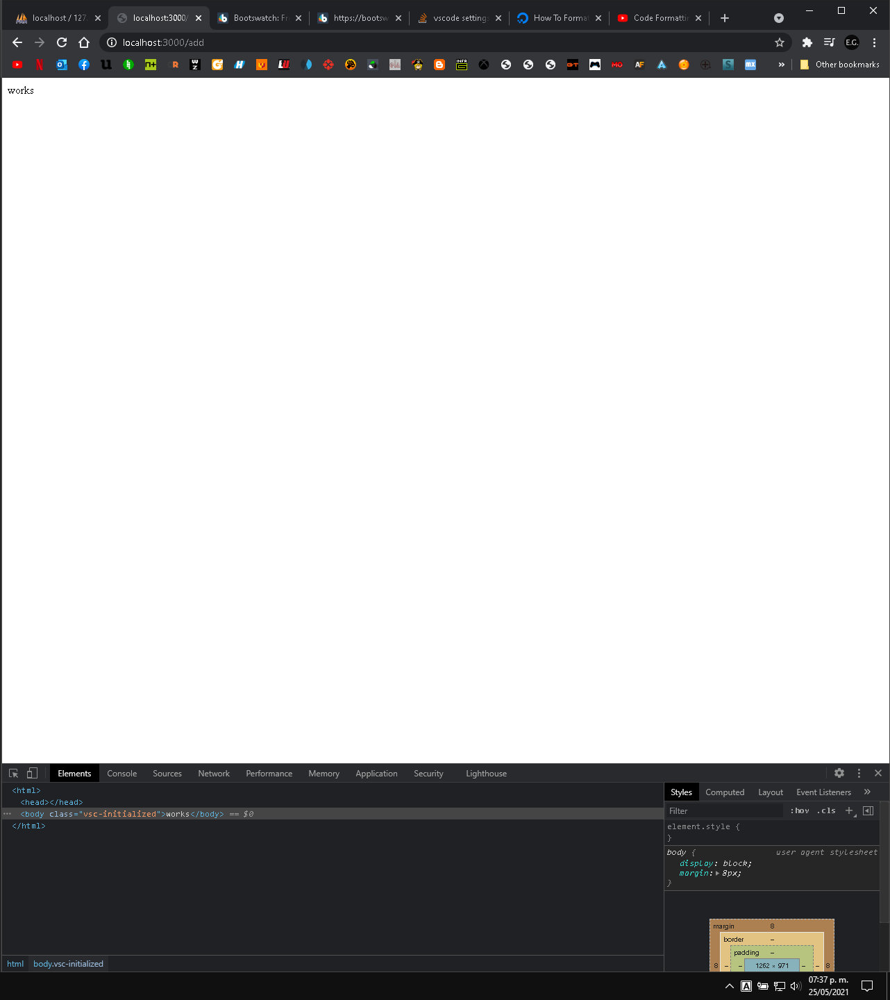 localhost / 127.
localhost:3000/
Bootswatch: Fr
https://bootsw
vscode settings
How To Format
Code Formattin
localhost:3000/add
E.G.
Other bookmarks
works
Elements Console Sources Network Performance Memory Application Security Lighthouse
<html>
<head></head>
<body class="vsc-initialized">works</body> == $0
</html>
html body.vsc-initialized
Styles Computed Layout Event Listeners
Filter :hov .cls
element.style {
}
body { user agent stylesheet
display: block;
margin: 8px;
}
margin 8
border –
padding –
8 – – 1262 × 971 – – 8
07:37 p. m.
25/05/2021